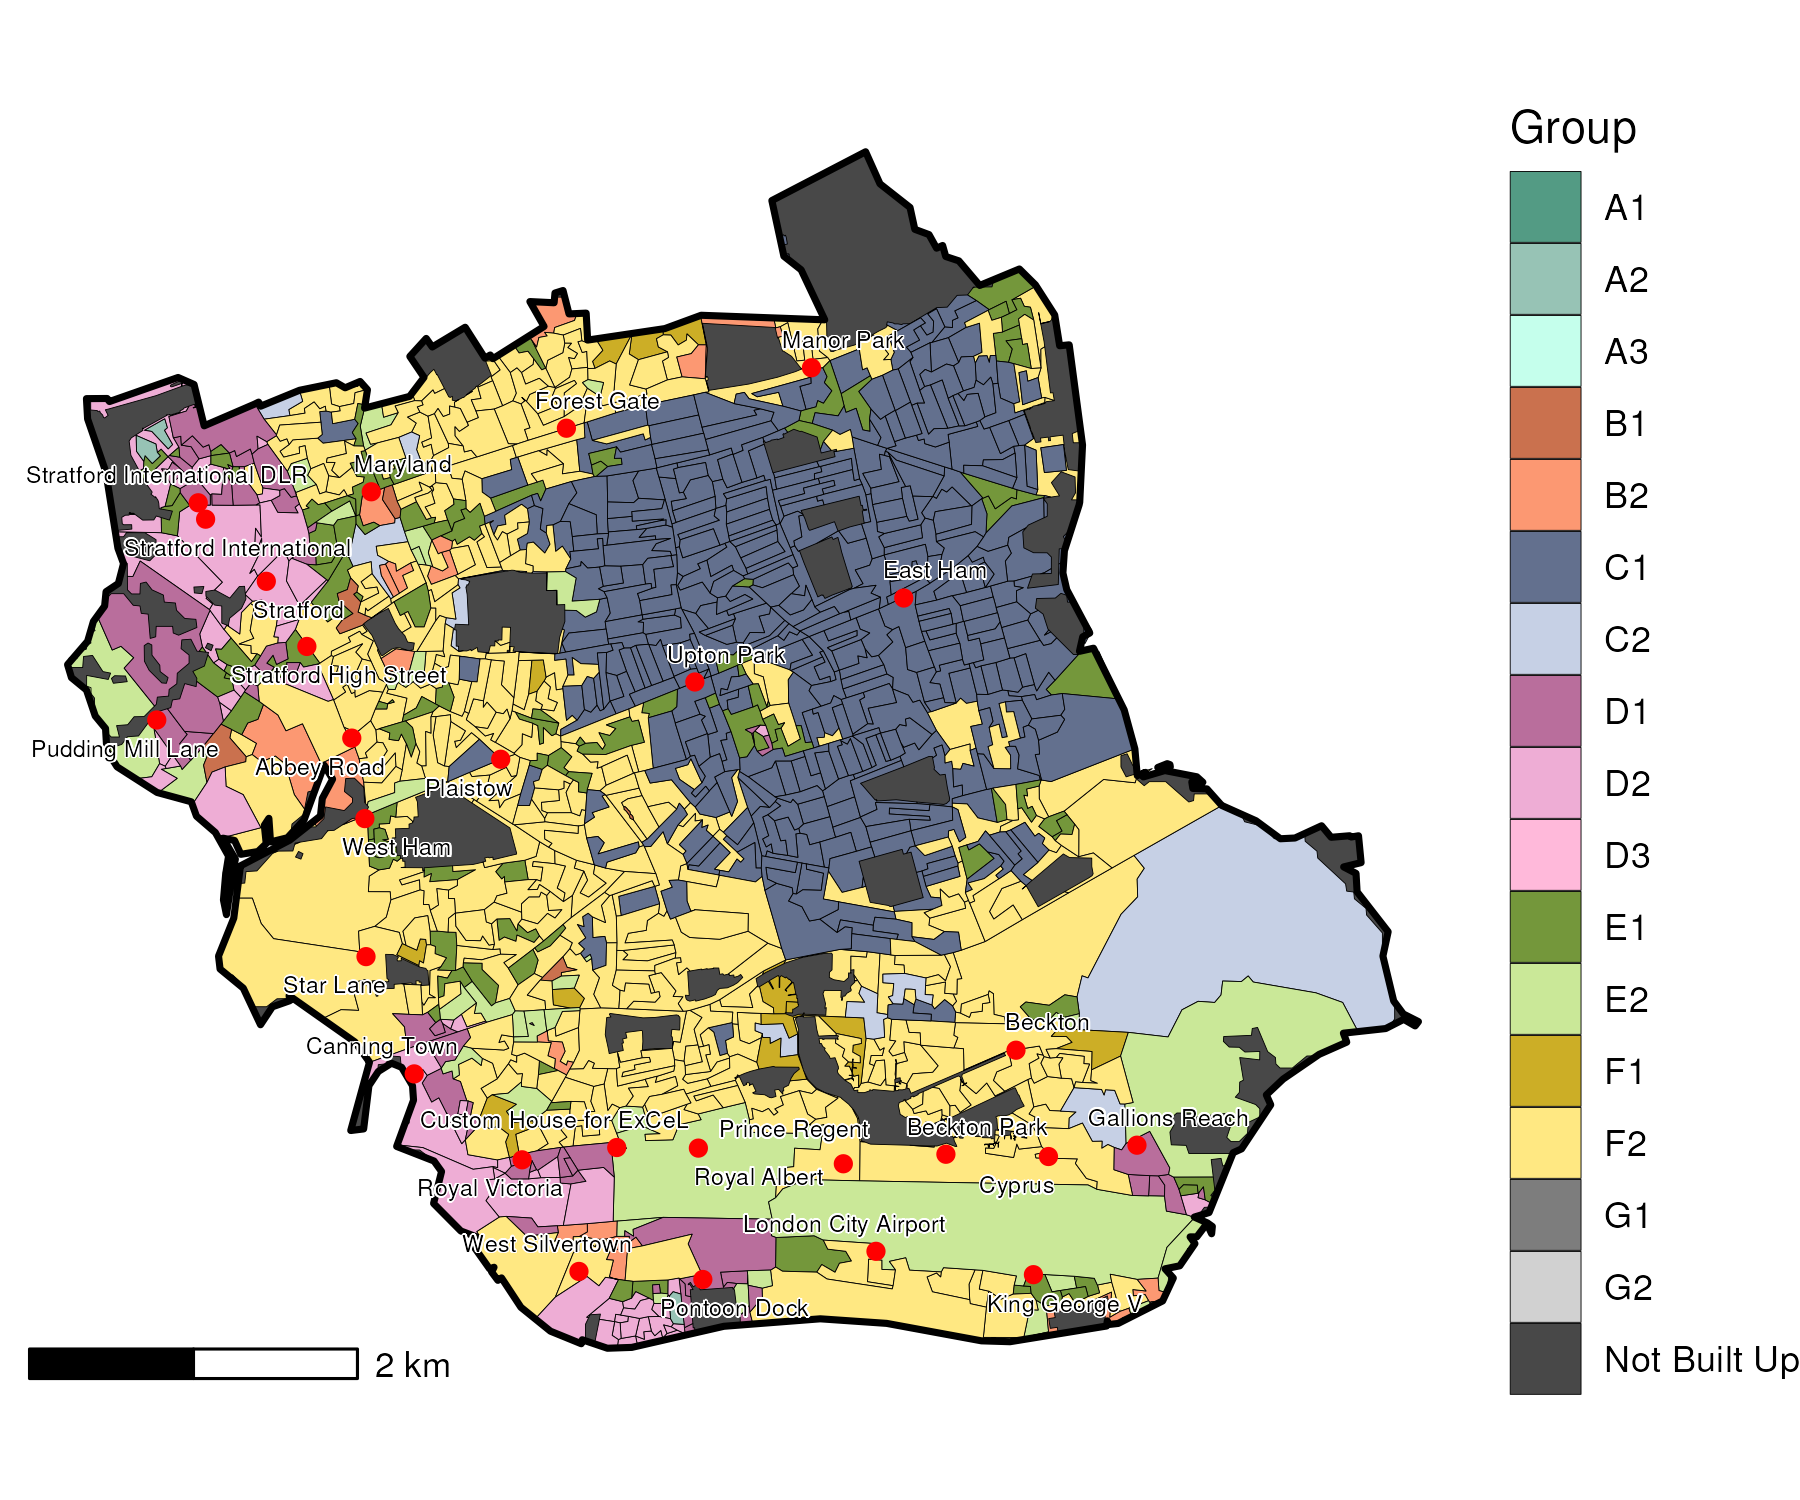 Group
A1
A2
A3
B1
B2
C1
C2
D1
D2
D3
E1
E2
F1
F2
G1
G2
Not Built Up
Manor Park
Forest Gate
Maryland
Stratford International DLR
Stratford International
East Ham
Stratford
Upton Park
Stratford High Street
Pudding Mill Lane
Abbey Road
Plaistow
West Ham
Star Lane
Beckton
Canning Town
Custom House for ExCeL
Prince Regent
Beckton Park
Gallions Reach
Royal Albert
Royal Victoria
Cyprus
London City Airport
West Silvertown
Pontoon Dock
King George V
2 km